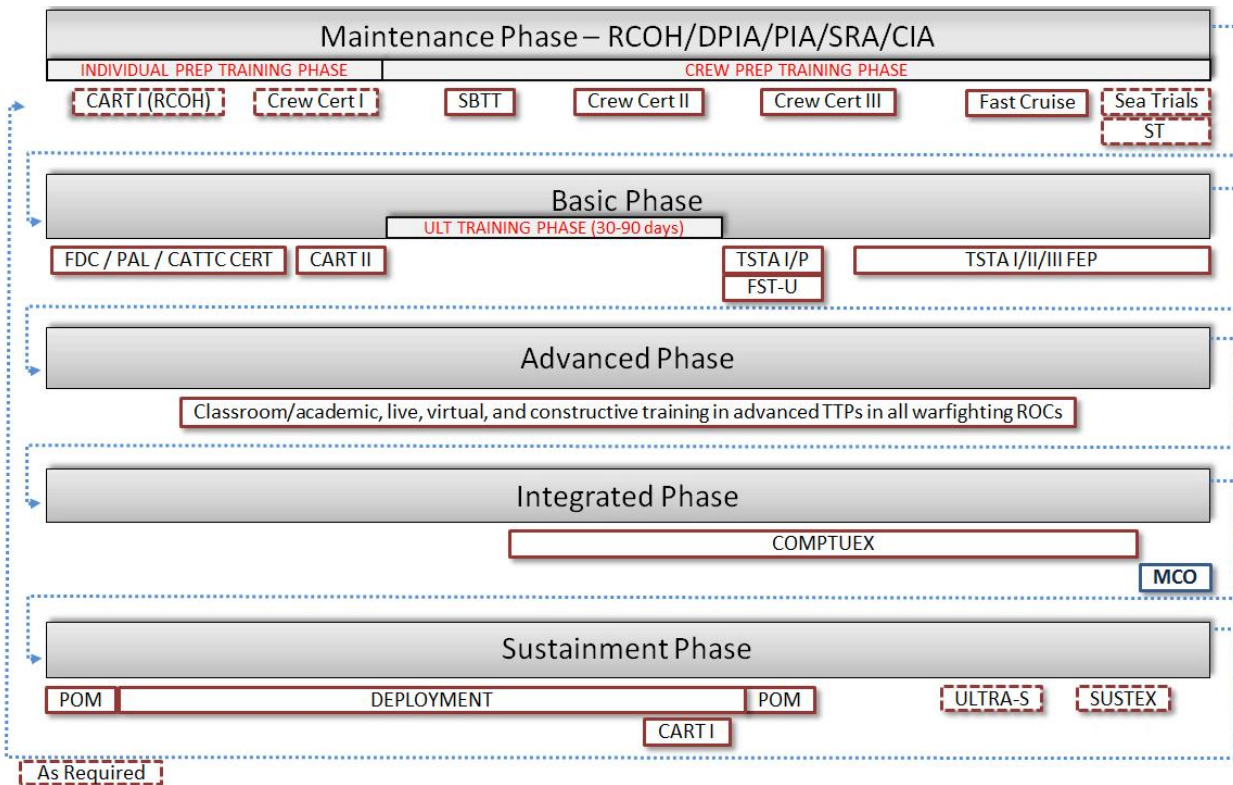 Maintenance Phase – RCOH/DPIA/PIA/SRA/CIA
INDIVIDUAL PREP TRAINING PHASE
CREW PREP TRAINING PHASE
CART I (RCOH)
Crew Cert I
SBTT
Crew Cert II
Crew Cert III
Fast Cruise
Sea Trials
ST
Basic Phase
ULT TRAINING PHASE (30-90 days)
FDC / PAL / CATTC CERT
CART II
TSTA I/P
TSTA I/II/III FEP
FST-U
Advanced Phase
Classroom/academic, live, virtual, and constructive training in advanced TTPs in all warfighting ROCs
Integrated Phase
COMPTUEX
MCO
Sustainment Phase
POM
DEPLOYMENT
POM
ULTRA-S
SUSTEX
CART I
As Required